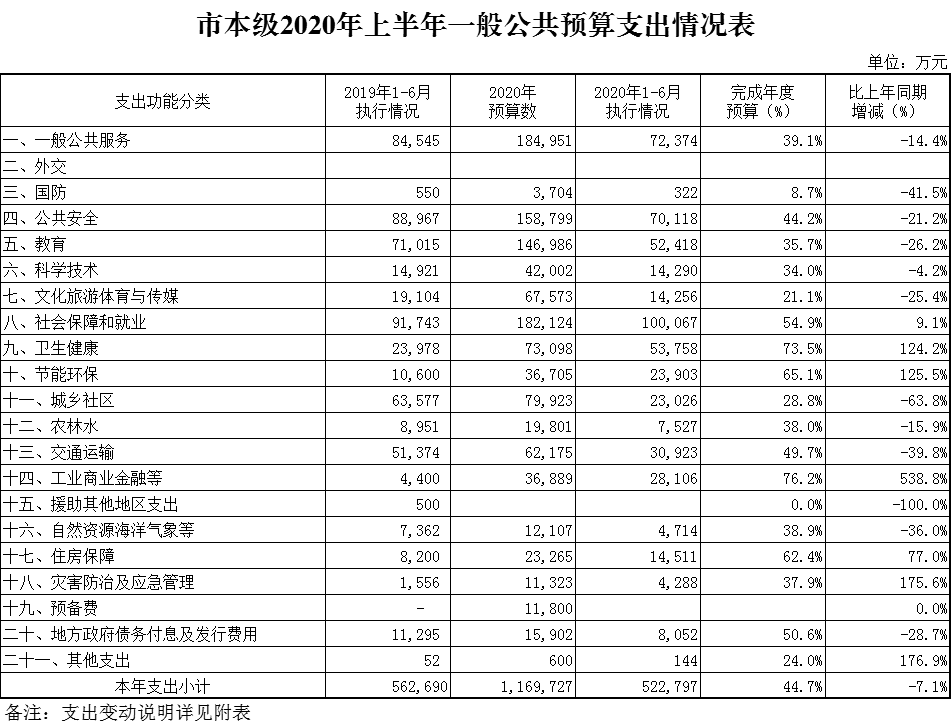 市本级2020年上半年一般公共预算支出情况表
单位：万元
支出功能分类 2019年1-6月执行情况 2020年预算数 2020年1-6月执行情况 完成年度预算（%） 比上年同期增减（%）
一、一般公共服务 84,545 184,951 72,374 39.1% -14.4%
二、外交
三、国防 550 3,704 322 8.7% -41.5%
四、公共安全 88,967 158,799 70,118 44.2% -21.2%
五、教育 71,015 146,986 52,418 35.7% -26.2%
六、科学技术 14,921 42,002 14,290 34.0% -4.2%
七、文化旅游体育与传媒 19,104 67,573 14,256 21.1% -25.4%
八、社会保障和就业 91,743 182,124 100,067 54.9% 9.1%
九、卫生健康 23,978 73,098 53,758 73.5% 124.2%
十、节能环保 10,600 36,705 23,903 65.1% 125.5%
十一、城乡社区 63,577 79,923 23,026 28.8% -63.8%
十二、农林水 8,951 19,801 7,527 38.0% -15.9%
十三、交通运输 51,374 62,175 30,923 49.7% -39.8%
十四、工业商业金融等 4,400 36,889 28,106 76.2% 538.8%
十五、援助其他地区支出 500 0.0% -100.0%
十六、自然资源海洋气象等 7,362 12,107 4,714 38.9% -36.0%
十七、住房保障 8,200 23,265 14,511 62.4% 77.0%
十八、灾害防治及应急管理 1,556 11,323 4,288 37.9% 175.6%
十九、预备费 - 11,800 0.0%
二十、地方政府债务付息及发行费用 11,295 15,902 8,052 50.6% -28.7%
二十一、其他支出 52 600 144 24.0% 176.9%
本年支出小计 562,690 1,169,727 522,797 44.7% -7.1%
备注：支出变动说明详见附表